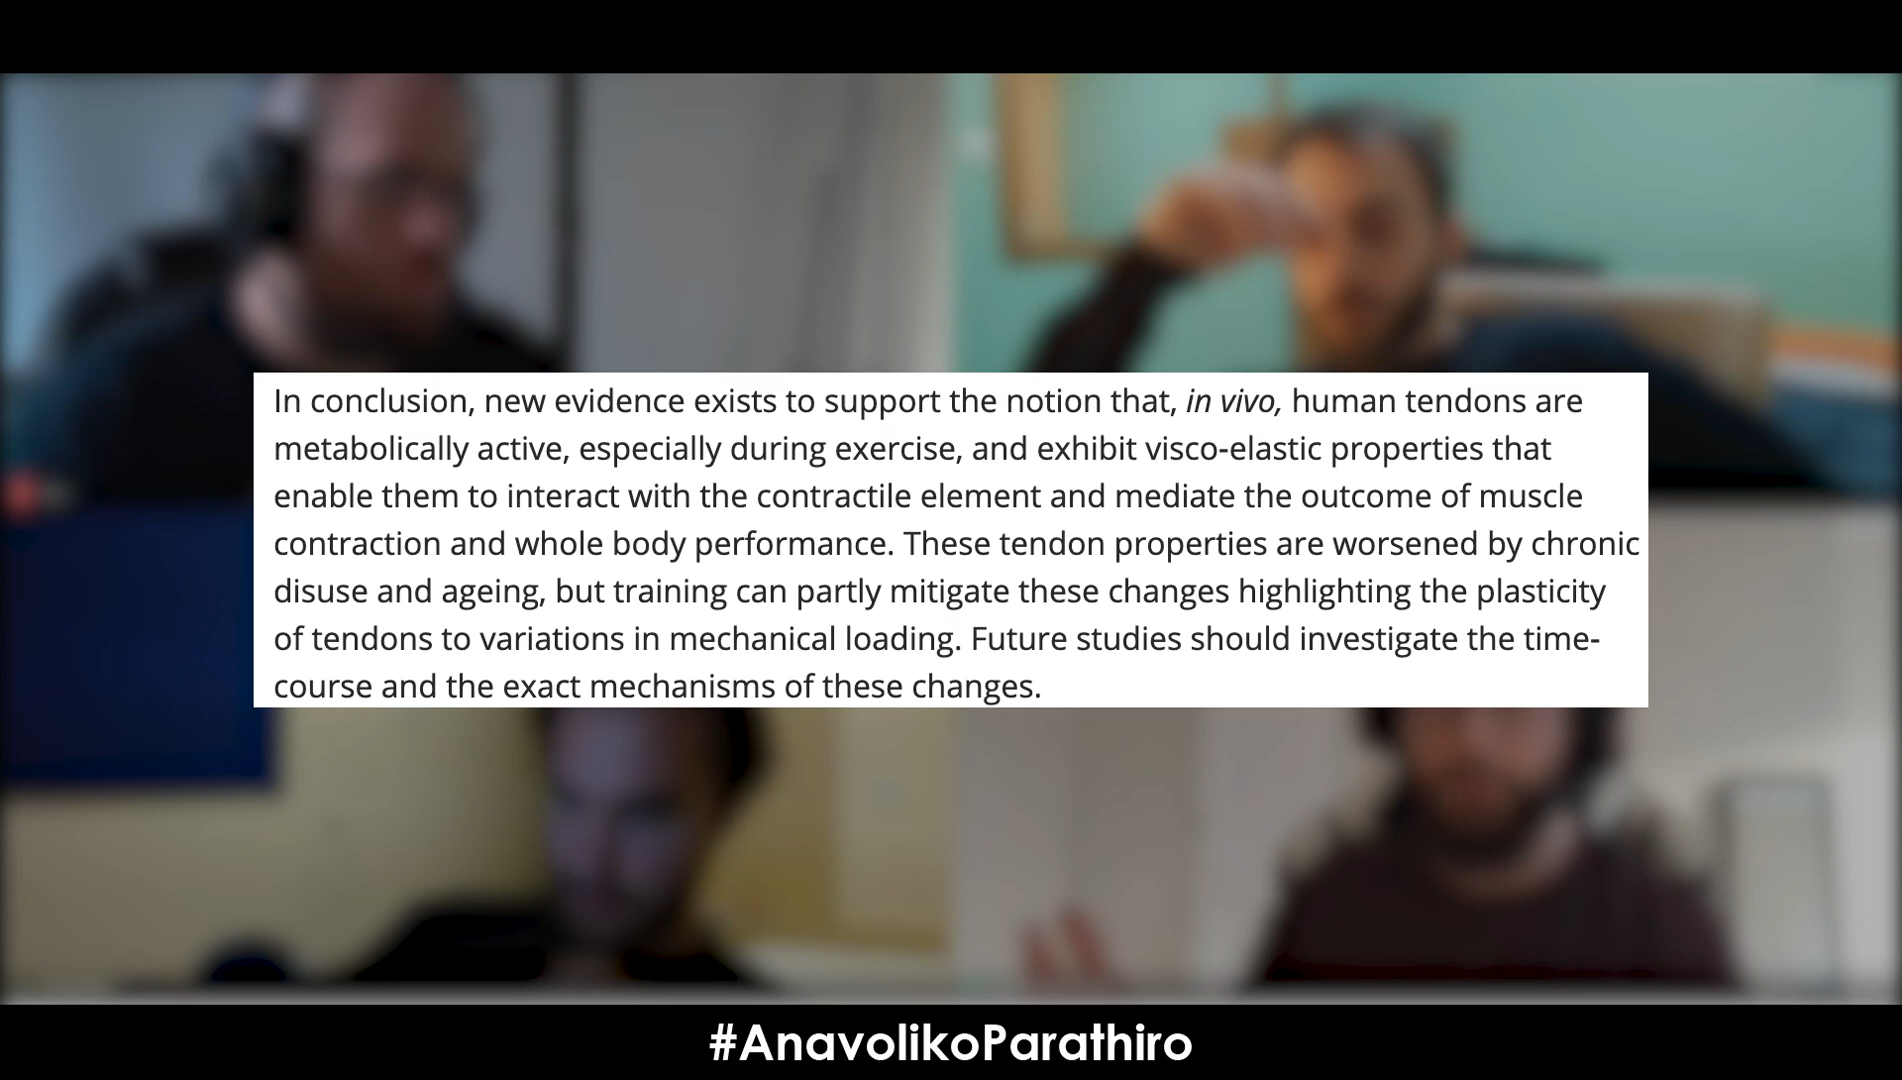 In conclusion, new evidence exists to support the notion that, in vivo, human tendons are
metabolically active, especially during exercise, and exhibit visco-elastic properties that
enable them to interact with the contractile element and mediate the outcome of muscle
contraction and whole body performance. These tendon properties are worsened by chronic
disuse and ageing, but training can partly mitigate these changes highlighting the plasticity
of tendons to variations in mechanical loading. Future studies should investigate the time-
course and the exact mechanisms of these changes.
#AnavolikoParathiro